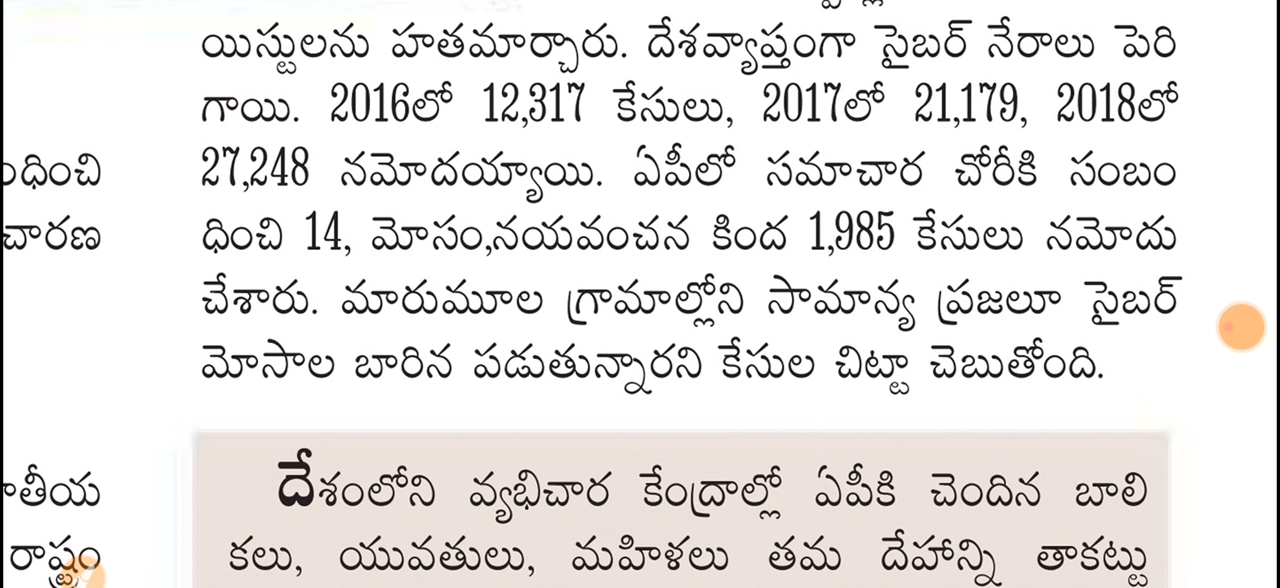 యిస్టులను హతమార్చారు. దేశవ్యాప్తంగా సైబర్ నేరాలు పెరి
గాయి. 2016లో 12,317 కేసులు, 2017లో 21,179, 2018లో
27,248 నమోదయ్యాయి. ఏపీలో సమాచార చోరీకి సంబం
ధించి 14, మోసం,నయవంచన కింద 1,985 కేసులు నమోదు
చేశారు. మారుమూల గ్రామాల్లోని సామాన్య ప్రజలూ సైబర్
మోసాల బారిన పడుతున్నారని కేసుల చిట్టా చెబుతోంది.
దేశంలోని వ్యభిచార కేంద్రాల్లో ఏపీకి చెందిన బాలి
కలు, యువతులు, మహిళలు తమ దేహాన్ని తాకట్టు
ధించి
చారణ
తీయ
రాష్ట్రం